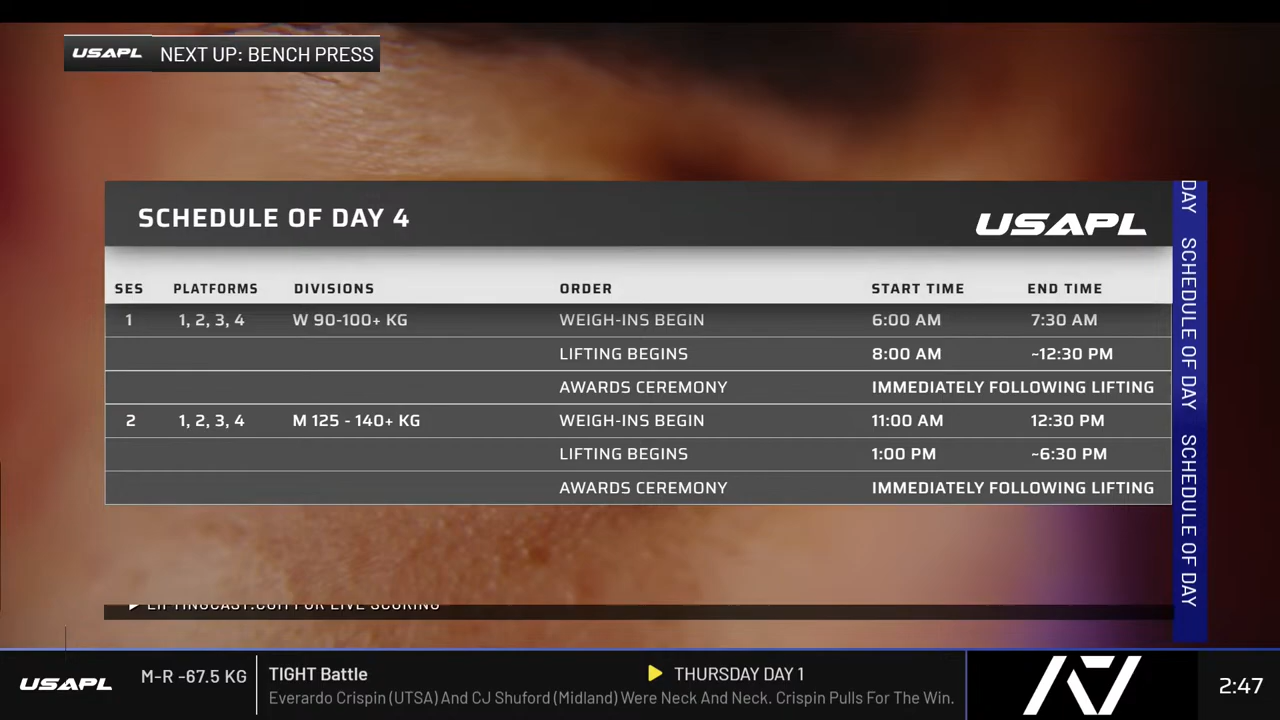 USAPL NEXT UP: BENCH PRESS
SCHEDULE OF DAY 4 USAPL
SES PLATFORMS DIVISIONS ORDER START TIME END TIME
1 1, 2, 3, 4 W 90-100+ KG WEIGH-INS BEGIN 6:00 AM 7:30 AM
LIFTING BEGINS 8:00 AM ~12:30 PM
AWARDS CEREMONY IMMEDIATELY FOLLOWING LIFTING
2 1, 2, 3, 4 M 125 - 140+ KG WEIGH-INS BEGIN 11:00 AM 12:30 PM
LIFTING BEGINS 1:00 PM ~6:30 PM
AWARDS CEREMONY IMMEDIATELY FOLLOWING LIFTING
DAY SCHEDULE OF DAY SCHEDULE OF DAY
LIFTINGCAST.COM FOR LIVE SCORING
USAPL M-R -67.5 KG TIGHT Battle THURSDAY DAY 1 2:47
Everardo Crispin (UTSA) And CJ Shuford (Midland) Were Neck And Neck. Crispin Pulls For The Win.